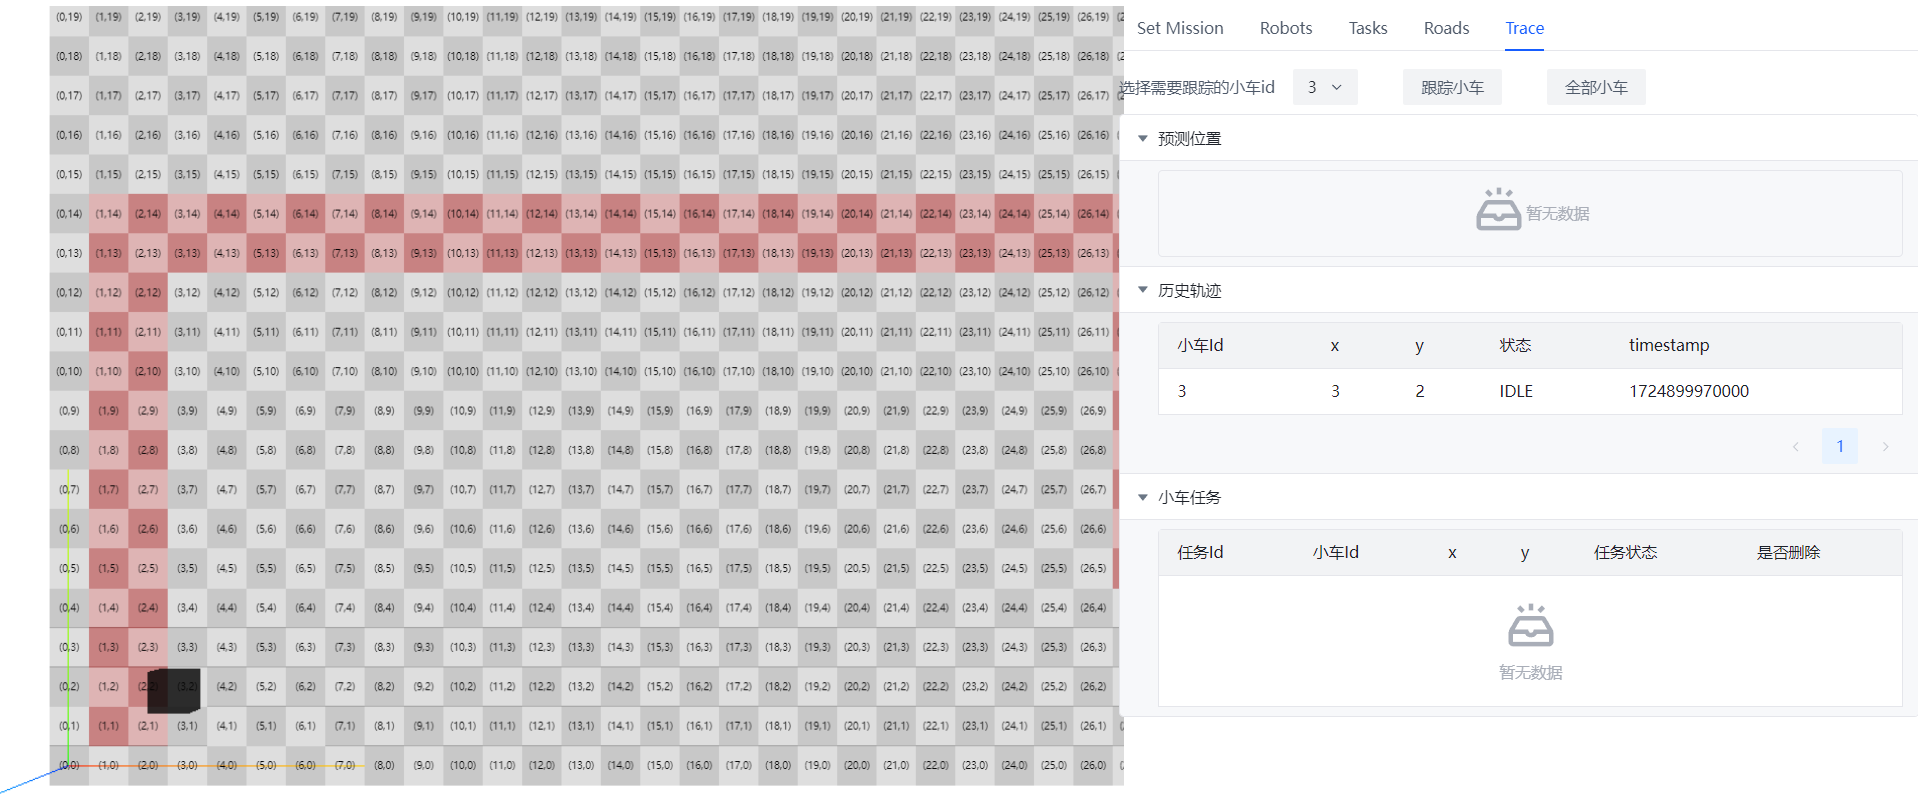 (0,19) (1,19) (2,19) (3,19) (4,19) (5,19) (6,19) (7,19) (8,19) (9,19) (10,19) (11,19) (12,19) (13,19) (14,19) (15,19) (16,19) (17,19) (18,19) (19,19) (20,19) (21,19) (22,19) (23,19) (24,19) (25,19) (26,19)
(0,18) (1,18) (2,18) (3,18) (4,18) (5,18) (6,18) (7,18) (8,18) (9,18) (10,18) (11,18) (12,18) (13,18) (14,18) (15,18) (16,18) (17,18) (18,18) (19,18) (20,18) (21,18) (22,18) (23,18) (24,18) (25,18) (26,18)
(0,17) (1,17) (2,17) (3,17) (4,17) (5,17) (6,17) (7,17) (8,17) (9,17) (10,17) (11,17) (12,17) (13,17) (14,17) (15,17) (16,17) (17,17) (18,17) (19,17) (20,17) (21,17) (22,17) (23,17) (24,17) (25,17) (26,17)
(0,16) (1,16) (2,16) (3,16) (4,16) (5,16) (6,16) (7,16) (8,16) (9,16) (10,16) (11,16) (12,16) (13,16) (14,16) (15,16) (16,16) (17,16) (18,16) (19,16) (20,16) (21,16) (22,16) (23,16) (24,16) (25,16) (26,16)
(0,15) (1,15) (2,15) (3,15) (4,15) (5,15) (6,15) (7,15) (8,15) (9,15) (10,15) (11,15) (12,15) (13,15) (14,15) (15,15) (16,15) (17,15) (18,15) (19,15) (20,15) (21,15) (22,15) (23,15) (24,15) (25,15) (26,15)
(0,14) (1,14) (2,14) (3,14) (4,14) (5,14) (6,14) (7,14) (8,14) (9,14) (10,14) (11,14) (12,14) (13,14) (14,14) (15,14) (16,14) (17,14) (18,14) (19,14) (20,14) (21,14) (22,14) (23,14) (24,14) (25,14) (26,14)
(0,13) (1,13) (2,13) (3,13) (4,13) (5,13) (6,13) (7,13) (8,13) (9,13) (10,13) (11,13) (12,13) (13,13) (14,13) (15,13) (16,13) (17,13) (18,13) (19,13) (20,13) (21,13) (22,13) (23,13) (24,13) (25,13) (26,13)
(0,12) (1,12) (2,12) (3,12) (4,12) (5,12) (6,12) (7,12) (8,12) (9,12) (10,12) (11,12) (12,12) (13,12) (14,12) (15,12) (16,12) (17,12) (18,12) (19,12) (20,12) (21,12) (22,12) (23,12) (24,12) (25,12) (26,12)
(0,11) (1,11) (2,11) (3,11) (4,11) (5,11) (6,11) (7,11) (8,11) (9,11) (10,11) (11,11) (12,11) (13,11) (14,11) (15,11) (16,11) (17,11) (18,11) (19,11) (20,11) (21,11) (22,11) (23,11) (24,11) (25,11) (26,11)
(0,10) (1,10) (2,10) (3,10) (4,10) (5,10) (6,10) (7,10) (8,10) (9,10) (10,10) (11,10) (12,10) (13,10) (14,10) (15,10) (16,10) (17,10) (18,10) (19,10) (20,10) (21,10) (22,10) (23,10) (24,10) (25,10) (26,10)
(0,9) (1,9) (2,9) (3,9) (4,9) (5,9) (6,9) (7,9) (8,9) (9,9) (10,9) (11,9) (12,9) (13,9) (14,9) (15,9) (16,9) (17,9) (18,9) (19,9) (20,9) (21,9) (22,9) (23,9) (24,9) (25,9) (26,9)
(0,8) (1,8) (2,8) (3,8) (4,8) (5,8) (6,8) (7,8) (8,8) (9,8) (10,8) (11,8) (12,8) (13,8) (14,8) (15,8) (16,8) (17,8) (18,8) (19,8) (20,8) (21,8) (22,8) (23,8) (24,8) (25,8) (26,8)
(0,7) (1,7) (2,7) (3,7) (4,7) (5,7) (6,7) (7,7) (8,7) (9,7) (10,7) (11,7) (12,7) (13,7) (14,7) (15,7) (16,7) (17,7) (18,7) (19,7) (20,7) (21,7) (22,7) (23,7) (24,7) (25,7) (26,7)
(0,6) (1,6) (2,6) (3,6) (4,6) (5,6) (6,6) (7,6) (8,6) (9,6) (10,6) (11,6) (12,6) (13,6) (14,6) (15,6) (16,6) (17,6) (18,6) (19,6) (20,6) (21,6) (22,6) (23,6) (24,6) (25,6) (26,6)
(0,5) (1,5) (2,5) (3,5) (4,5) (5,5) (6,5) (7,5) (8,5) (9,5) (10,5) (11,5) (12,5) (13,5) (14,5) (15,5) (16,5) (17,5) (18,5) (19,5) (20,5) (21,5) (22,5) (23,5) (24,5) (25,5) (26,5)
(0,4) (1,4) (2,4) (3,4) (4,4) (5,4) (6,4) (7,4) (8,4) (9,4) (10,4) (11,4) (12,4) (13,4) (14,4) (15,4) (16,4) (17,4) (18,4) (19,4) (20,4) (21,4) (22,4) (23,4) (24,4) (25,4) (26,4)
(0,3) (1,3) (2,3) (3,3) (4,3) (5,3) (6,3) (7,3) (8,3) (9,3) (10,3) (11,3) (12,3) (13,3) (14,3) (15,3) (16,3) (17,3) (18,3) (19,3) (20,3) (21,3) (22,3) (23,3) (24,3) (25,3) (26,3)
(0,2) (1,2) (2,2) (3,2) (4,2) (5,2) (6,2) (7,2) (8,2) (9,2) (10,2) (11,2) (12,2) (13,2) (14,2) (15,2) (16,2) (17,2) (18,2) (19,2) (20,2) (21,2) (22,2) (23,2) (24,2) (25,2) (26,2)
(0,1) (1,1) (2,1) (3,1) (4,1) (5,1) (6,1) (7,1) (8,1) (9,1) (10,1) (11,1) (12,1) (13,1) (14,1) (15,1) (16,1) (17,1) (18,1) (19,1) (20,1) (21,1) (22,1) (23,1) (24,1) (25,1) (26,1)
(0,0) (1,0) (2,0) (3,0) (4,0) (5,0) (6,0) (7,0) (8,0) (9,0) (10,0) (11,0) (12,0) (13,0) (14,0) (15,0) (16,0) (17,0) (18,0) (19,0) (20,0) (21,0) (22,0) (23,0) (24,0) (25,0) (26,0)
Set Mission Robots Tasks Roads Trace
选择需要跟踪的小车id 3 跟踪小车 全部小车
预测位置
暂无数据
历史轨迹
小车Id x y 状态 timestamp
3 3 2 IDLE 1724899970000
1
小车任务
任务Id 小车Id x y 任务状态 是否删除
暂无数据